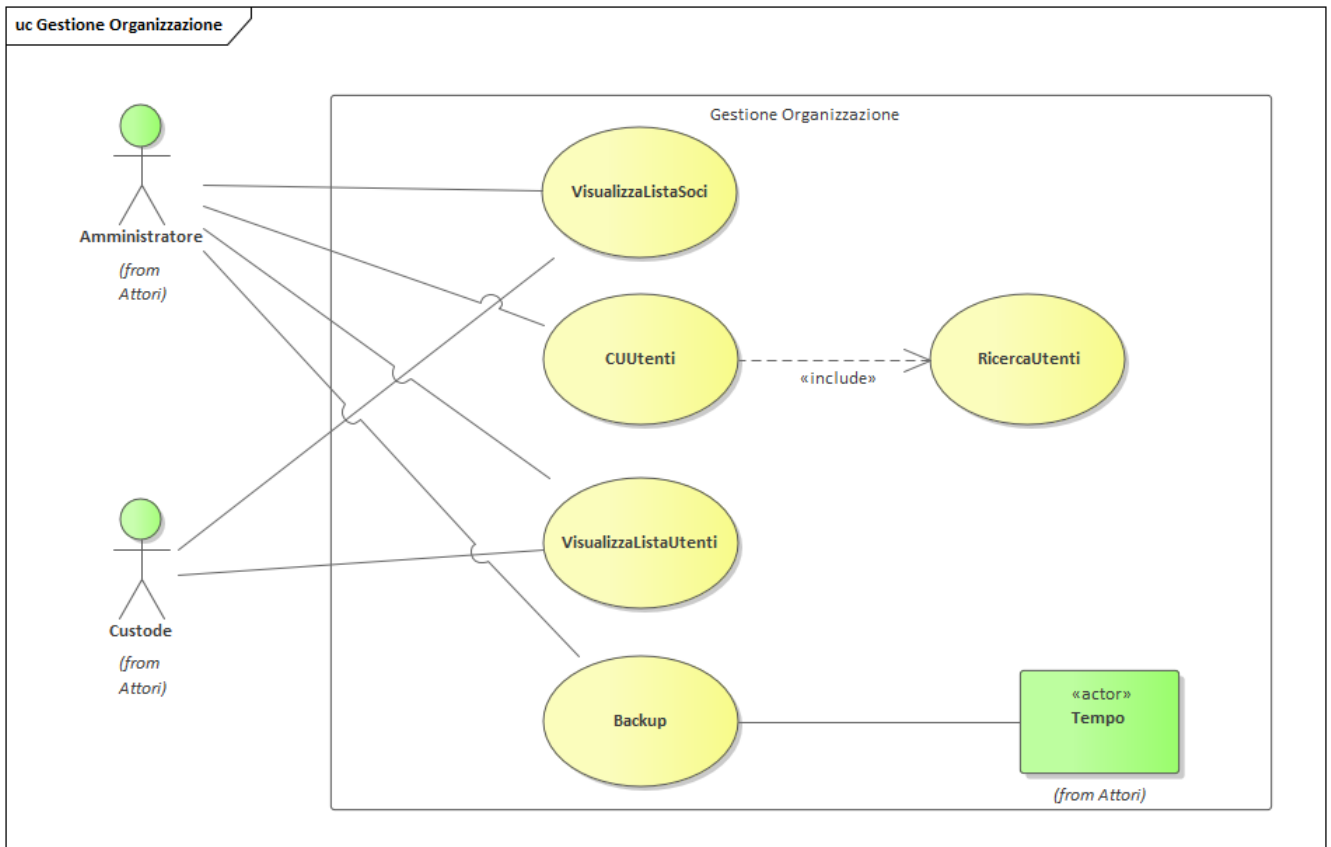 uc Gestione Organizzazione
Gestione Organizzazione
VisualizzaListaSoci
Amministratore
(from
Attori)
CUUtenti
«include»
RicercaUtenti
VisualizzaListaUtenti
Custode
(from
Attori)
Backup
«actor»
Tempo
(from Attori)